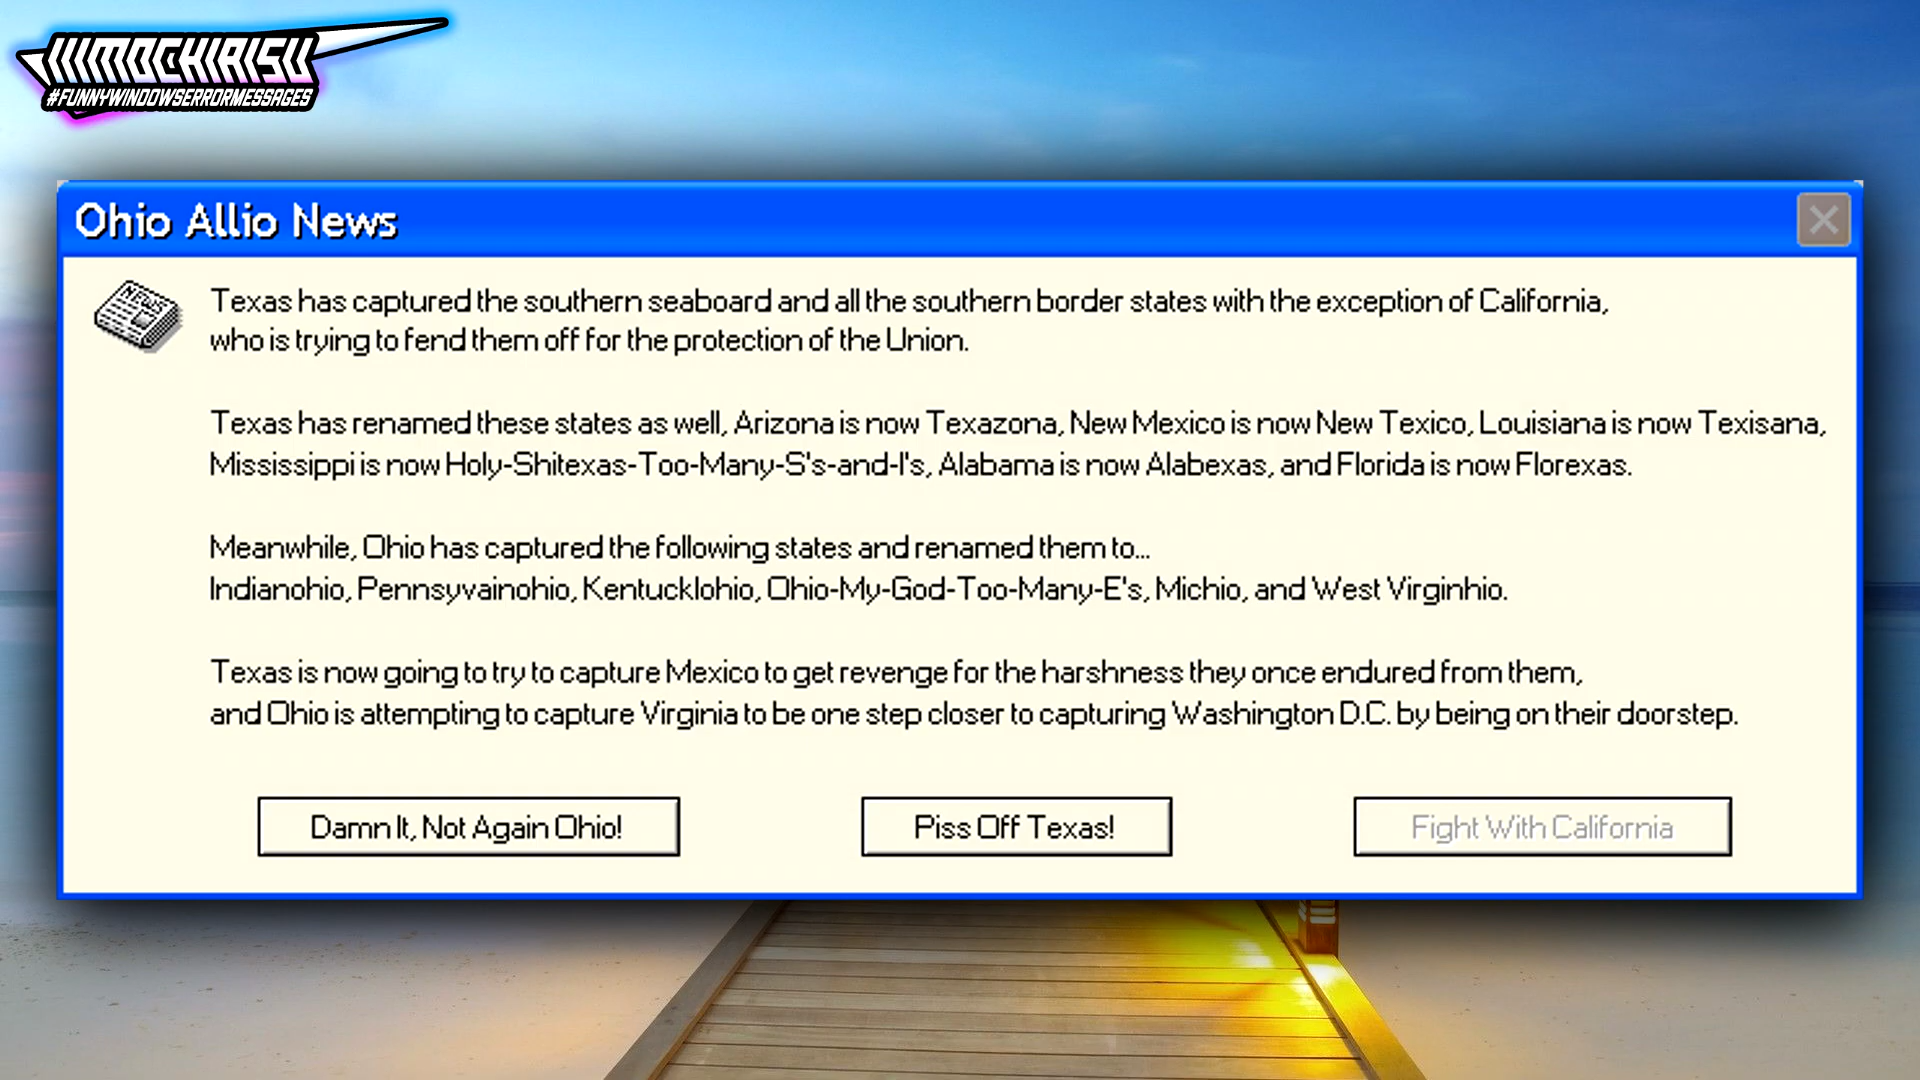 IIIMOCHIRISU
#FUNNYWINDOWSERRORMESSAGES
Ohio Allio News
NEWS
Texas has captured the southern seaboard and all the southern border states with the exception of California,
who is trying to fend them off for the protection of the Union.
Texas has renamed these states as well, Arizona is now Texazona, New Mexico is now New Texico, Louisiana is now Texisana,
Mississippi is now Holy-Shitexas-Too-Many-S's-and-I's, Alabama is now Alabexas, and Florida is now Florexas.
Meanwhile, Ohio has captured the following states and renamed them to...
Indianohio, Pennsyvainohio, Kentucklohio, Ohio-My-God-Too-Many-E's, Michio, and West Virginhio.
Texas is now going to try to capture Mexico to get revenge for the harshness they once endured from them,
and Ohio is attempting to capture Virginia to be one step closer to capturing Washington D.C. by being on their doorstep.
Damn It, Not Again Ohio!
Piss Off Texas!
Fight With California